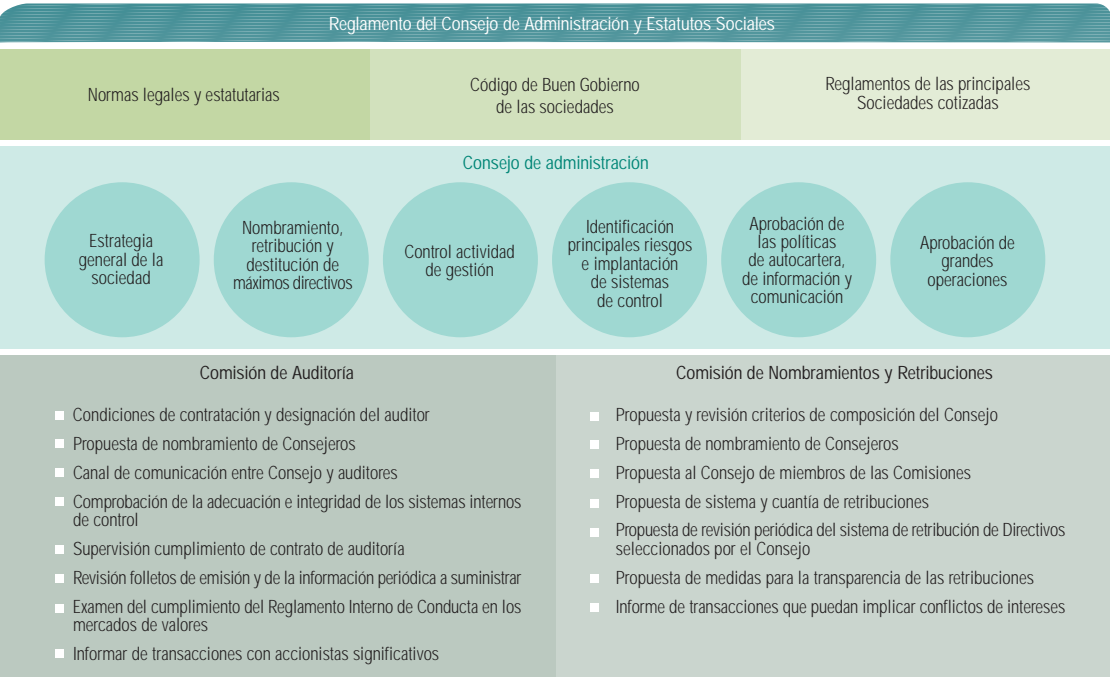 Reglamento del Consejo de Administración y Estatutos Sociales
Normas legales y estatutarias
Código de Buen Gobierno
de las sociedades
Reglamentos de las principales
Sociedades cotizadas
Consejo de administración
Estrategia
general de la
sociedad
Nombramiento,
retribución y
destitución de
máximos directivos
Control actividad
de gestión
Identificación
principales riesgos
e implantación
de sistemas
de control
Aprobación de
las políticas
de autocartera,
de información y
comunicación
Aprobación de
grandes
operaciones
Comisión de Auditoría
Condiciones de contratación y designación del auditor
Propuesta de nombramiento de Consejeros
Canal de comunicación entre Consejo y auditores
Comprobación de la adecuación e integridad de los sistemas internos
de control
Supervisión cumplimiento de contrato de auditoría
Revisión folletos de emisión y de la información periódica a suministrar
Examen del cumplimiento del Reglamento Interno de Conducta en los
mercados de valores
Informar de transacciones con accionistas significativos
Comisión de Nombramientos y Retribuciones
Propuesta y revisión criterios de composición del Consejo
Propuesta de nombramiento de Consejeros
Propuesta al Consejo de miembros de las Comisiones
Propuesta de sistema y cuantía de retribuciones
Propuesta de revisión periódica del sistema de retribución de Directivos
seleccionados por el Consejo
Propuesta de medidas para la transparencia de las retribuciones
Informe de transacciones que puedan implicar conflictos de intereses